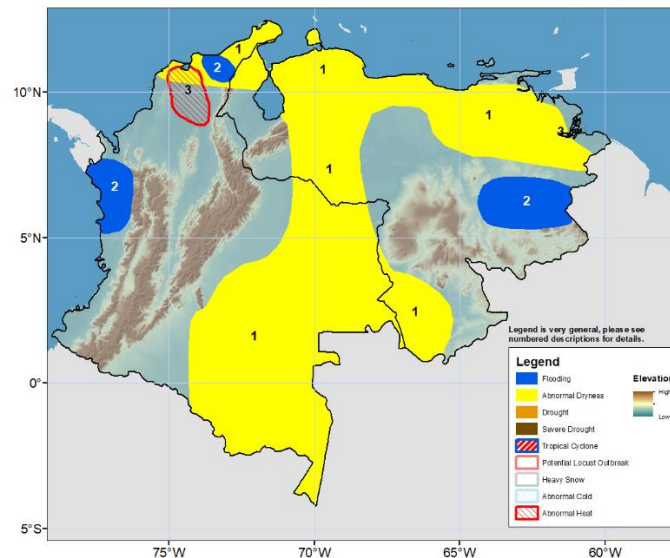 1
1
10°N
2
3
1
3
1
2
2
5°N
1
1
Legend is very general, please see
numbered descriptions for details.
Legend
Flooding
Elevation
Abnormal Dryness
High
Drought
Low
Severe Drought
Tropical Cyclone
Potential Locust Outbreak
Heavy Snow
Abnormal Cold
Abnormal Heat
0°
5°S
75°W
70°W
65°W
60°W